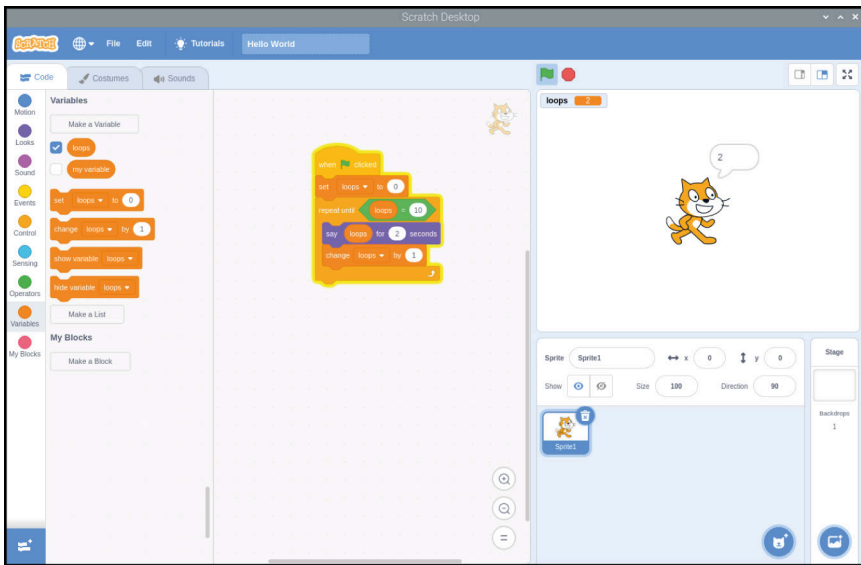 Scratch Desktop
SCRATCH File Edit Tutorials Hello World
Code Costumes Sounds
Motion
Looks
Sound
Events
Control
Sensing
Operators
Variables
My Blocks
Variables
Make a Variable
loops
my variable
set loops to 0
change loops by 1
show variable loops
hide variable loops
Make a List
My Blocks
Make a Block
when clicked
set loops to 0
repeat until loops = 10
say loops for 2 seconds
change loops by 1
loops 2
2
Sprite Sprite1 x 0 y 0
Show Size 100 Direction 90
Sprite1
Stage
Backdrops
1